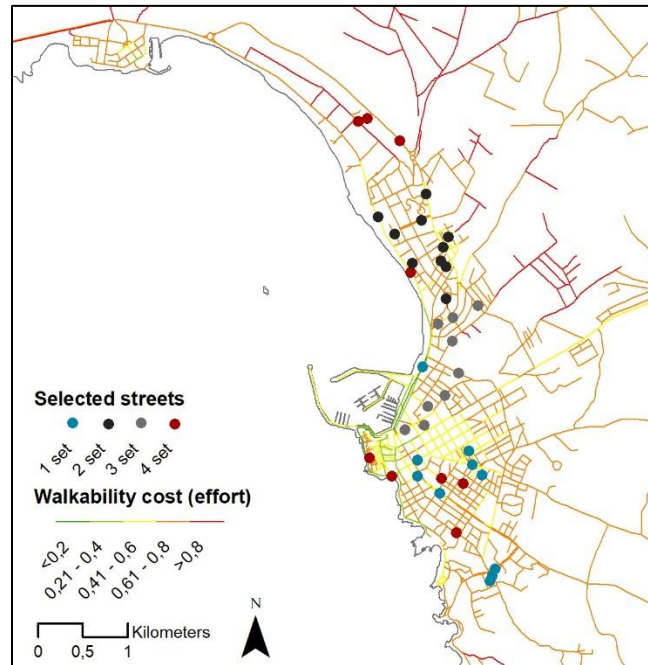 Selected streets
1 set 2 set 3 set 4 set
Walkability cost (effort)
<0,2 0,21 - 0,4 0,41 - 0,6 0,61 - 0,8 >0,8
N
0 0,5 1 Kilometers